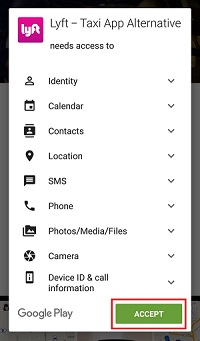 lyft
Lyft – Taxi App Alternative
needs access to
Identity
Calendar
Contacts
Location
SMS
Phone
Photos/Media/Files
Camera
Device ID & call
information
Google Play
ACCEPT